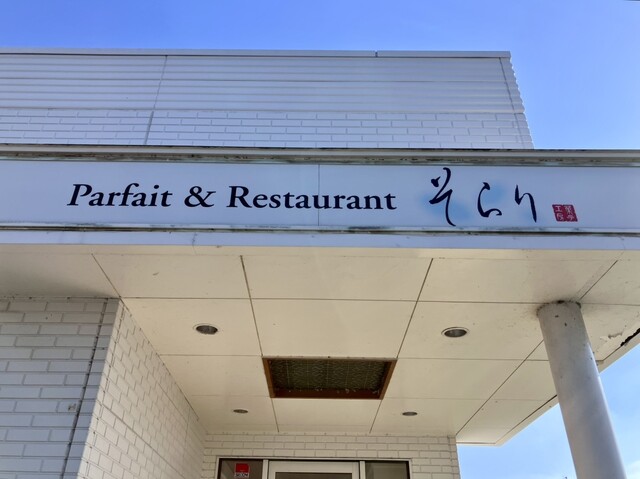 Parfait & Restaurant そらり